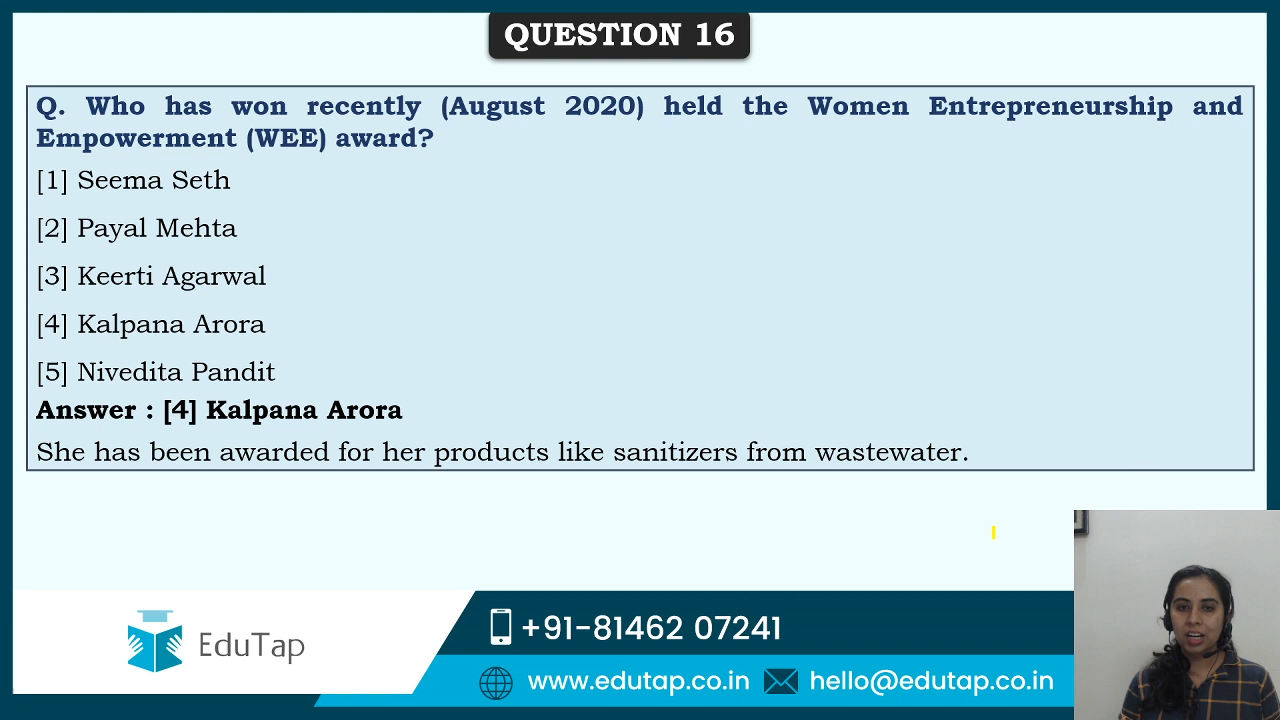 QUESTION 16
Q. Who has won recently (August 2020) held the Women Entrepreneurship and
Empowerment (WEE) award?
[1] Seema Seth
[2] Payal Mehta
[3] Keerti Agarwal
[4] Kalpana Arora
[5] Nivedita Pandit
Answer : [4] Kalpana Arora
She has been awarded for her products like sanitizers from wastewater.
EduTap
+91-81462 07241
www.edutap.co.in
hello@edutap.co.in